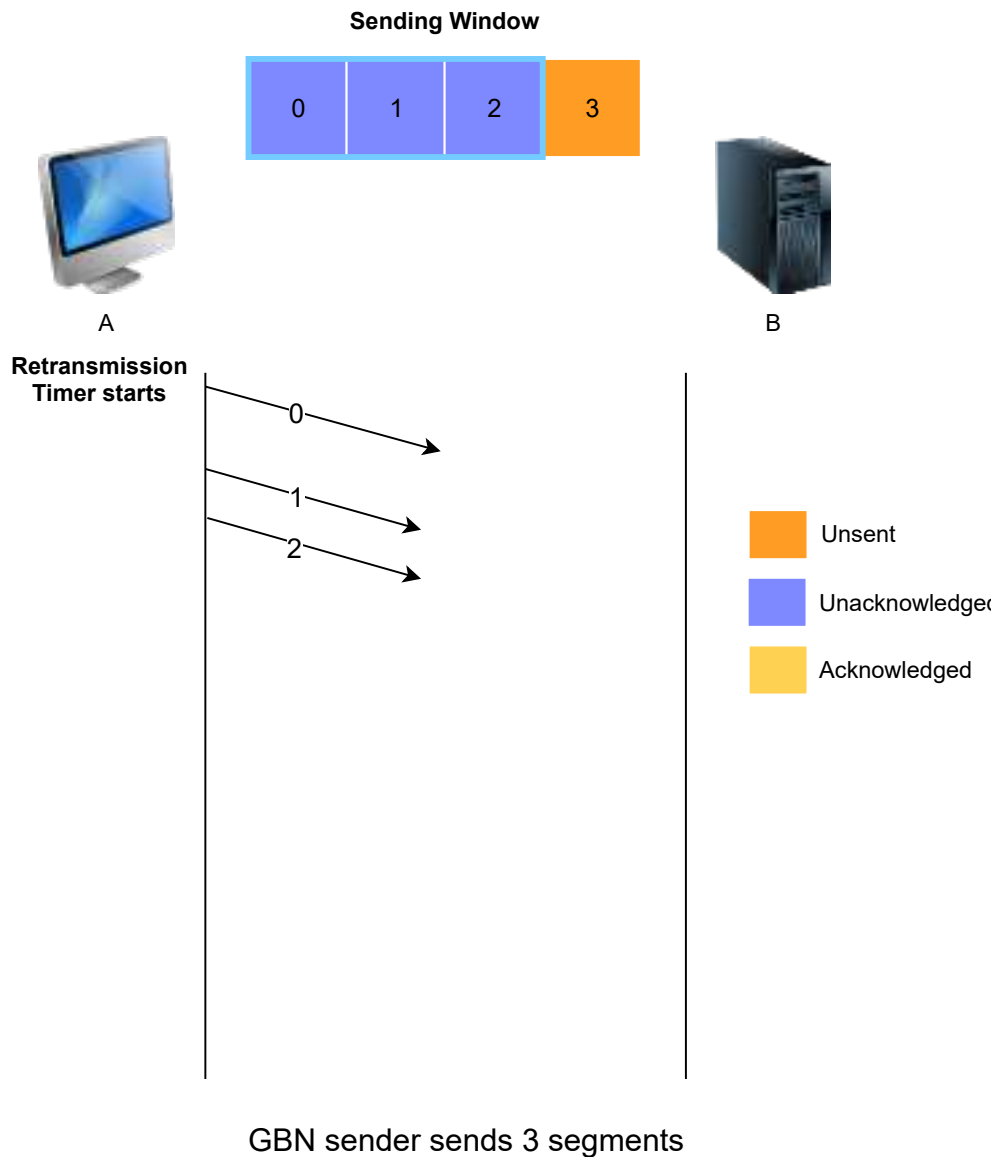 Sending Window
0 1 2 3
A
B
Retransmission
Timer starts
0
1
2
Unsent
Unacknowledged
Acknowledged
GBN sender sends 3 segments